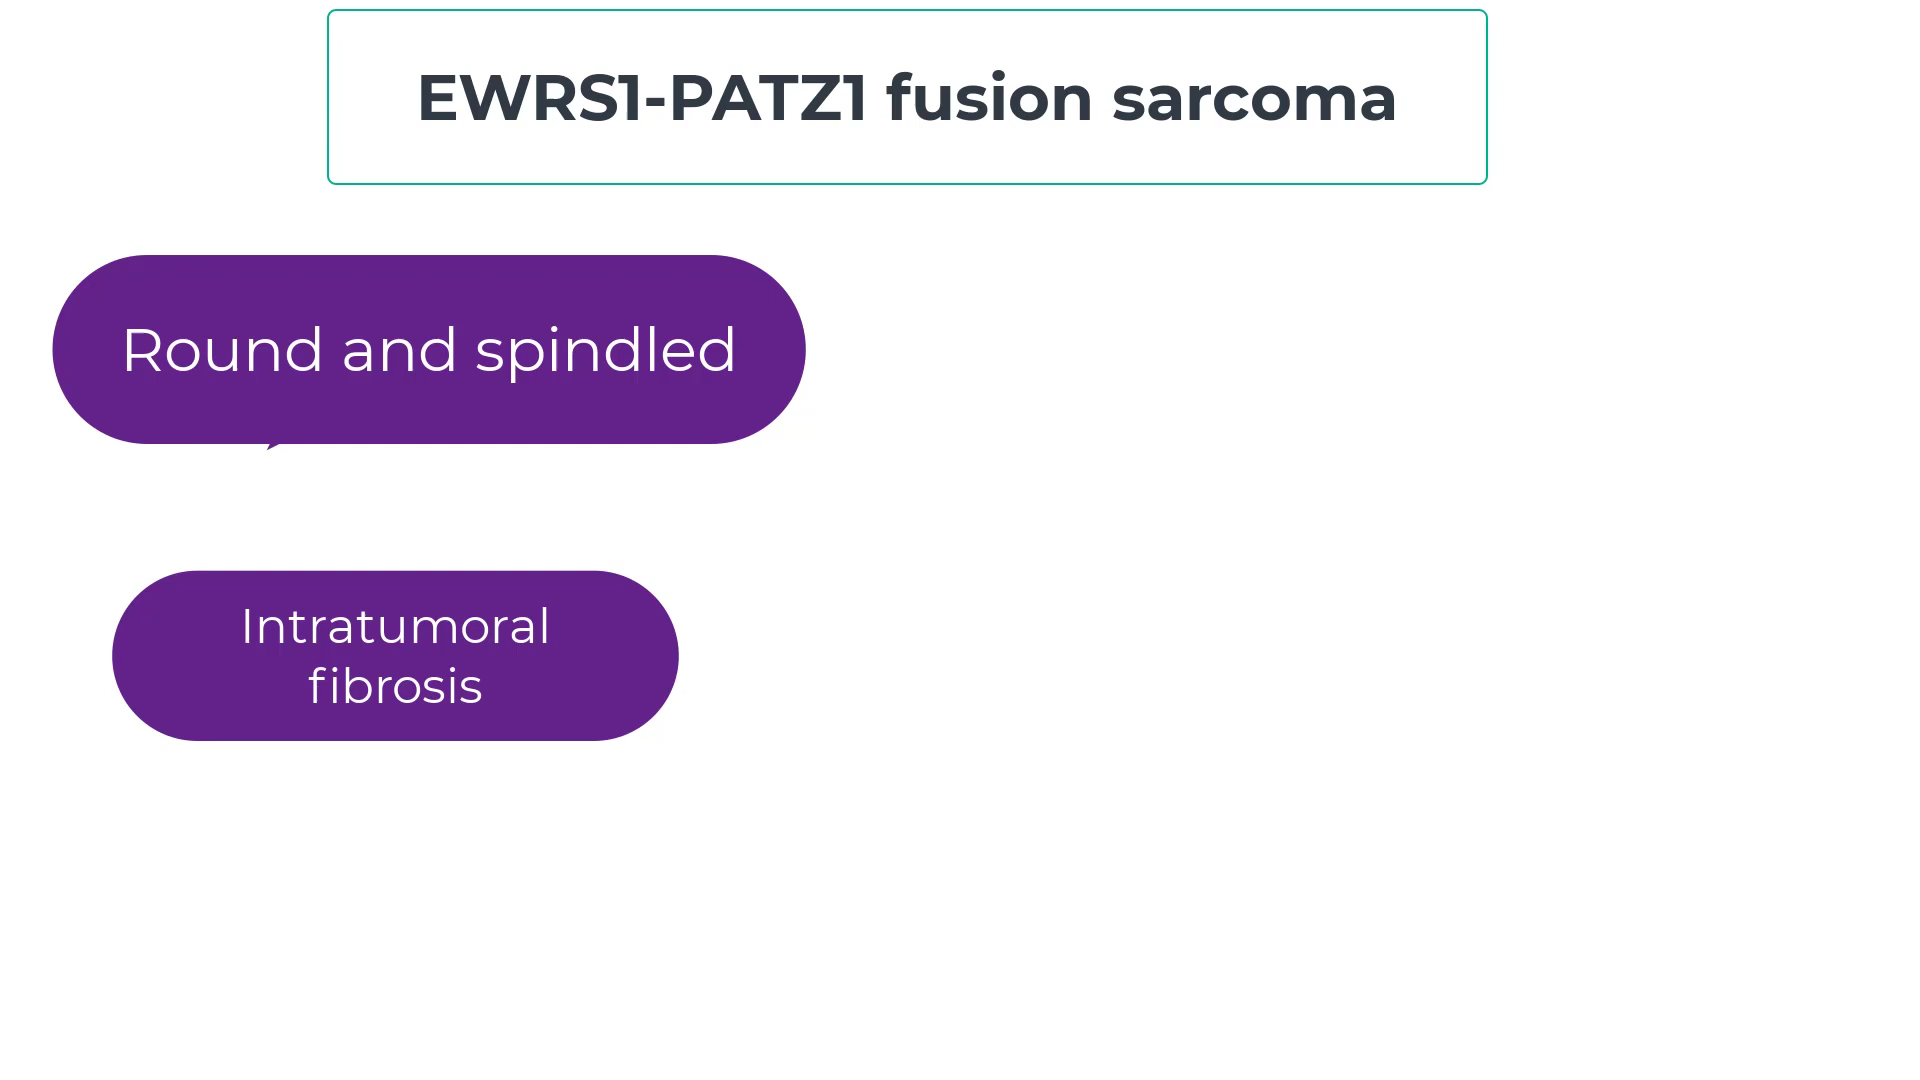 EWRS1-PATZ1 fusion sarcoma
Round and spindled
Intratumoral
fibrosis